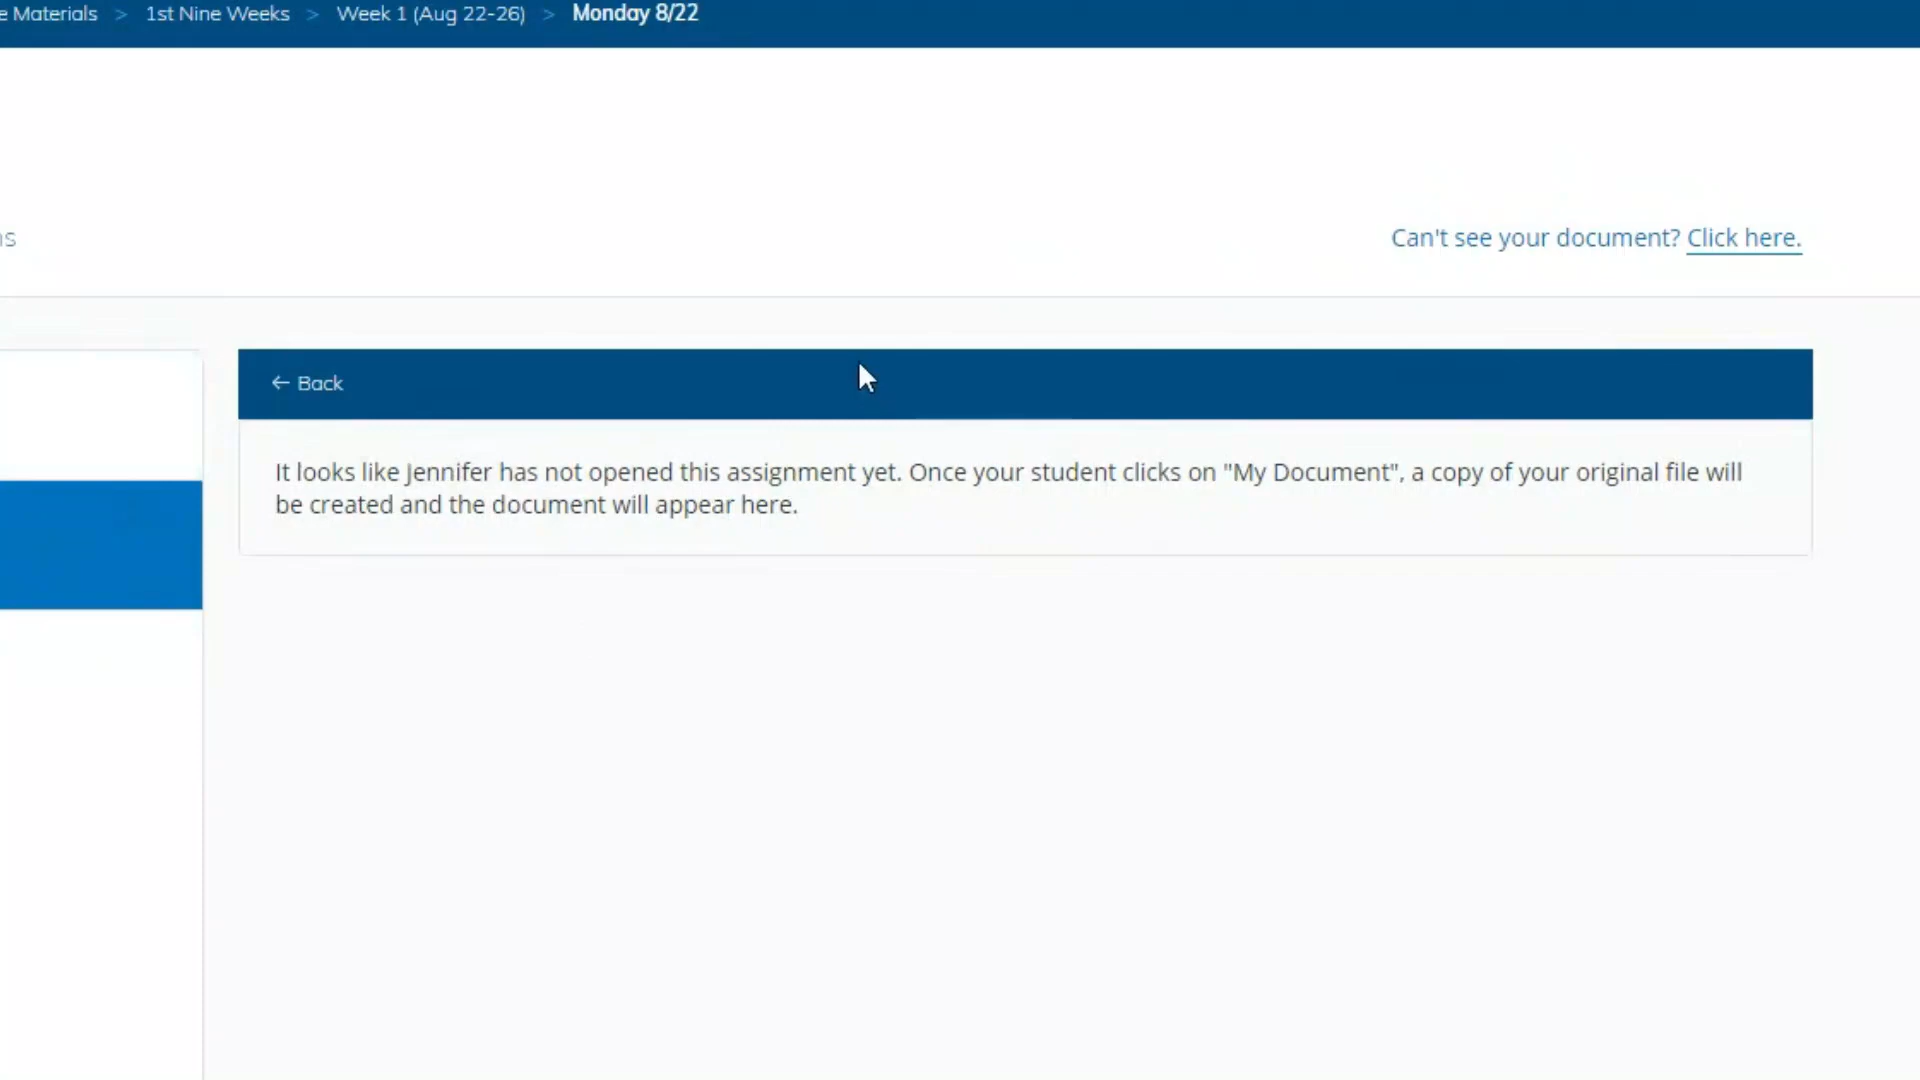 Materials > 1st Nine Weeks > Week 1 (Aug 22-26) > Monday 8/22
Can't see your document? Click here.
← Back
It looks like Jennifer has not opened this assignment yet. Once your student clicks on "My Document", a copy of your original file will
be created and the document will appear here.